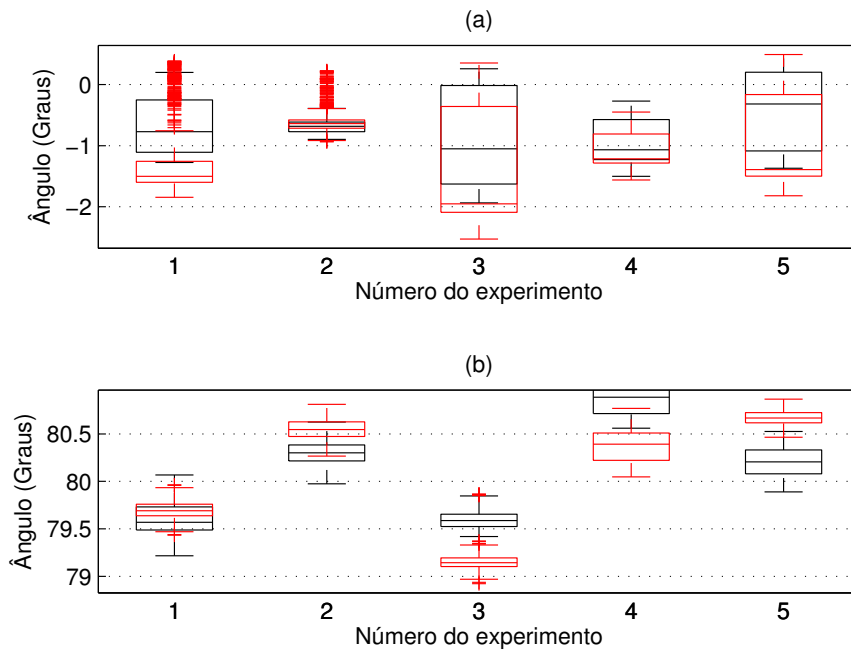 (a)
Ângulo (Graus)
0
−1
−2
1 2 3 4 5
Número do experimento
(b)
Ângulo (Graus)
80.5
80
79.5
79
1 2 3 4 5
Número do experimento